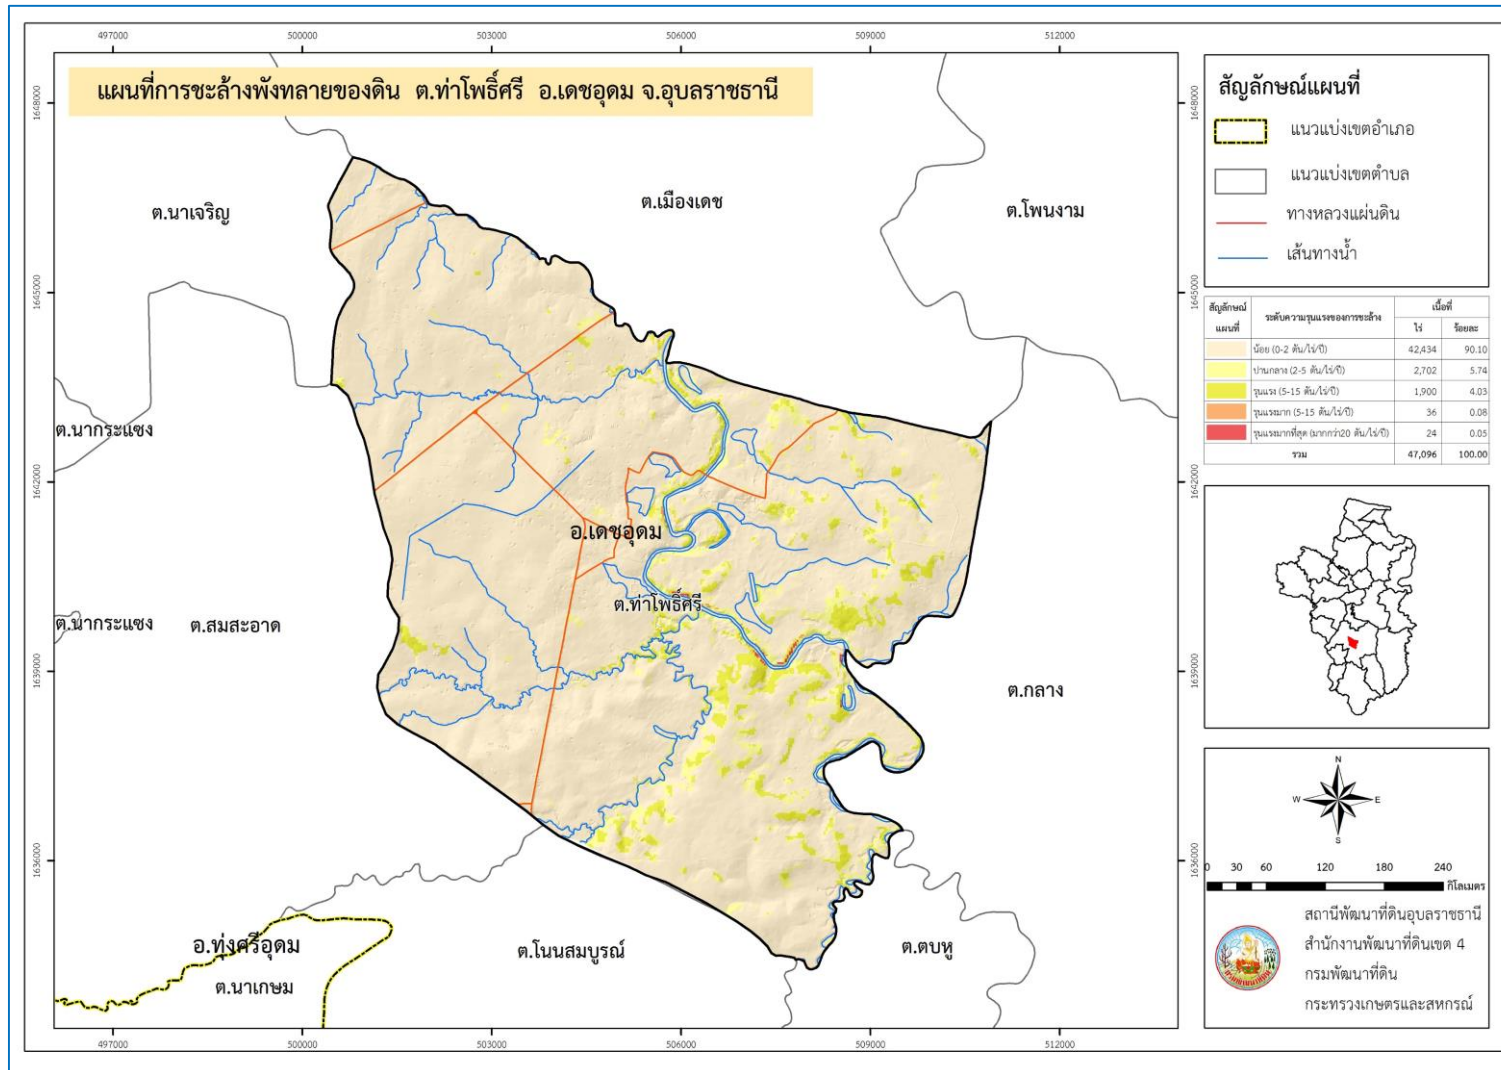 497000 500000 503000 506000 509000 512000
แผนที่การชะล้างพังทลายของดิน ต.ท่าโพธิ์ศรี อ.เดชอุดม จ.อุบลราชธานี
1648000
1645000
1642000
1639000
1636000
ต.นาเจริญ
ต.เมืองเดช
ต.โพนงาม
ต.นากระแซง
อ.เดชอุดม
ต.ท่าโพธิ์ศรี
ต.นากระแซง
ต.สมสะอาด
ต.กลาง
อ.ทุ่งศรีอุดม
ต.นาเกษม
ต.โนนสมบูรณ์
ต.ตบหู
1648000
1645000
1642000
1639000
1636000
497000 500000 503000 506000 509000 512000
สัญลักษณ์แผนที่
แนวแบ่งเขตอำเภอ
แนวแบ่งเขตตำบล
ทางหลวงแผ่นดิน
เส้นทางน้ำ
สัญลักษณ์แผนที่ ระดับความรุนแรงของการชะล้าง เนื้อที่
ไร่ ร้อยละ
น้อย (0-2 ตัน/ไร่/ปี) 42,434 90.10
ปานกลาง (2-5 ตัน/ไร่/ปี) 2,702 5.74
รุนแรง (5-15 ตัน/ไร่/ปี) 1,900 4.03
รุนแรงมาก (5-15 ตัน/ไร่/ปี) 36 0.08
รุนแรงมากที่สุด (มากกว่า20 ตัน/ไร่/ปี) 24 0.05
รวม 47,096 100.00
N
W E
S
0 30 60 120 180 240
กิโลเมตร
สถานีพัฒนาที่ดินอุบลราชธานี
สำนักงานพัฒนาที่ดินเขต 4
กรมพัฒนาที่ดิน
กระทรวงเกษตรและสหกรณ์